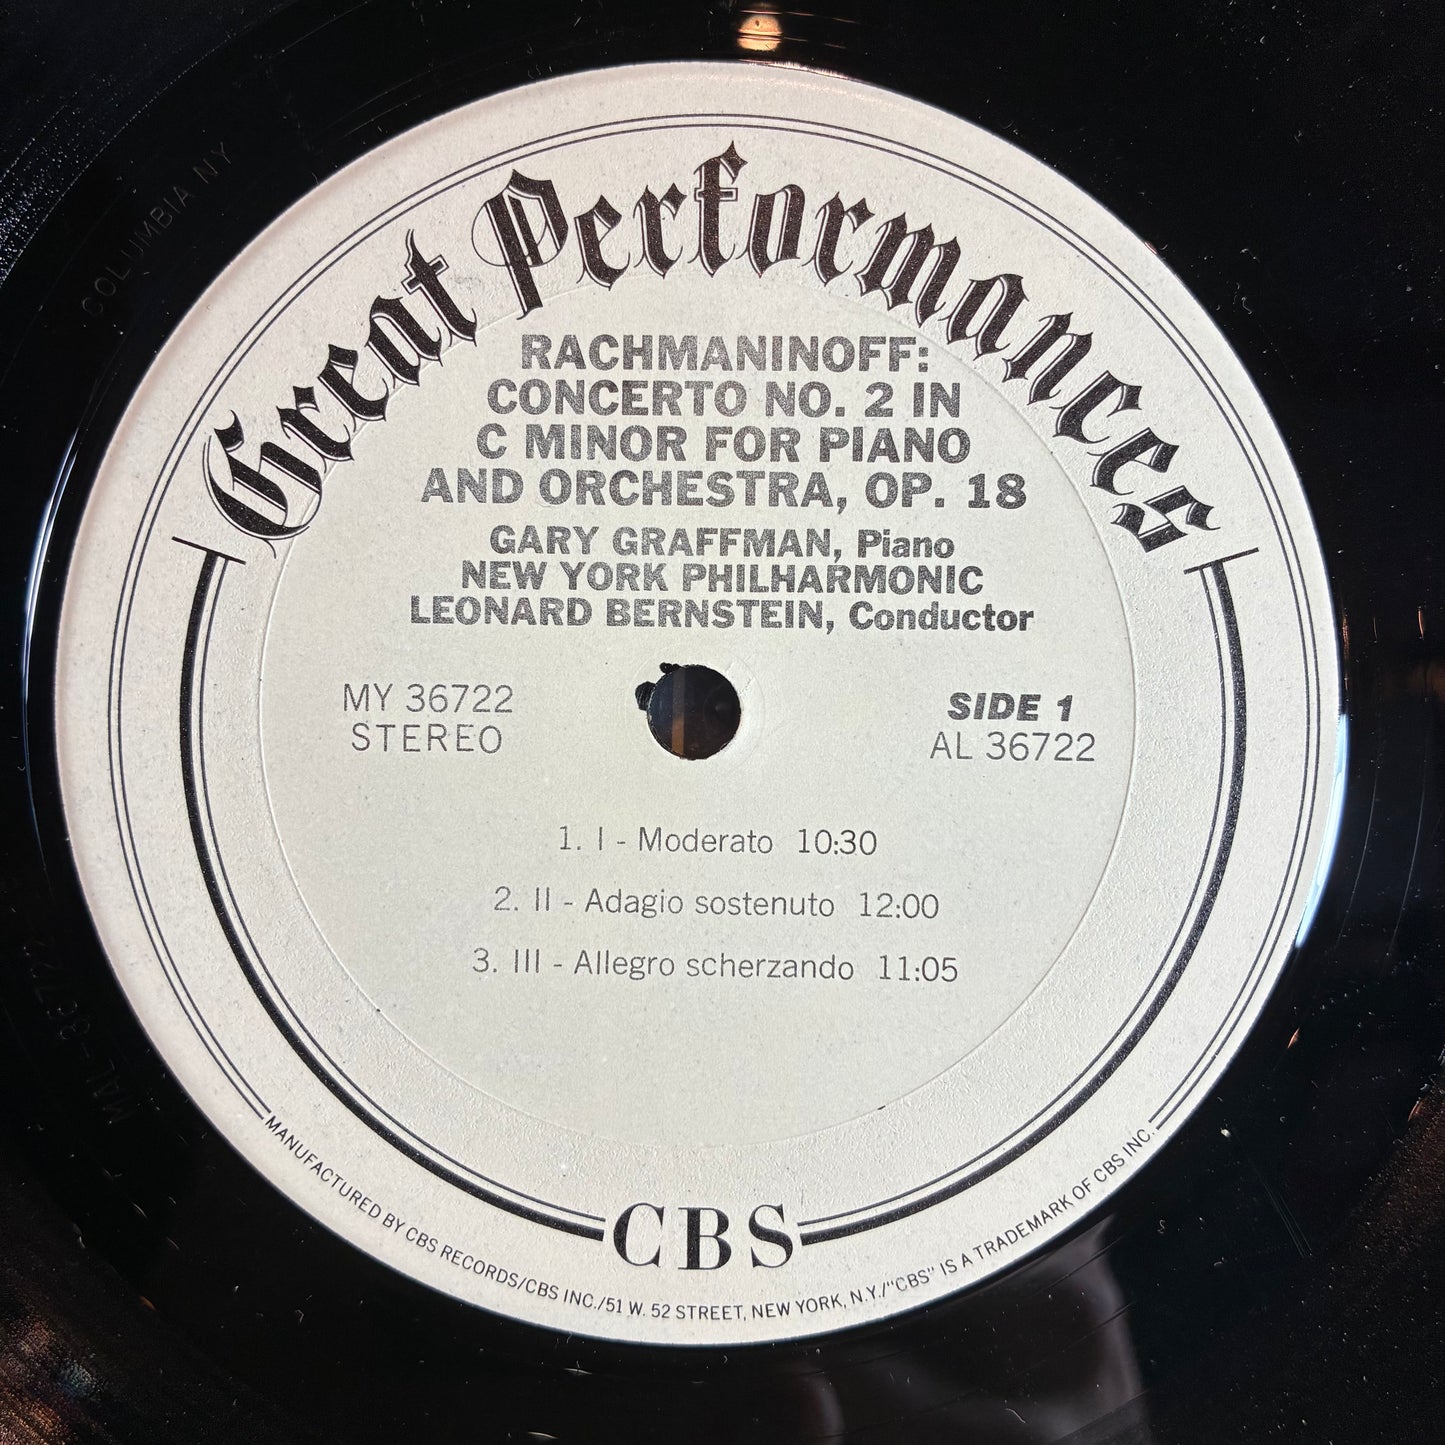 Great Performances
RACHMANINOFF:
CONCERTO NO. 2 IN
C MINOR FOR PIANO
AND ORCHESTRA, OP. 18
GARY GRAFFMAN, Piano
NEW YORK PHILHARMONIC
LEONARD BERNSTEIN, Conductor
MY 36722
STEREO
SIDE 1
AL 36722
1. I - Moderato 10:30
2. II - Adagio sostenuto 12:00
3. III - Allegro scherzando 11:05
CBS
MANUFACTURED BY CBS RECORDS/CBS INC./51 W. 52 STREET, NEW YORK, N.Y./"CBS" IS A TRADEMARK OF CBS INC.
COLUMBIA NY